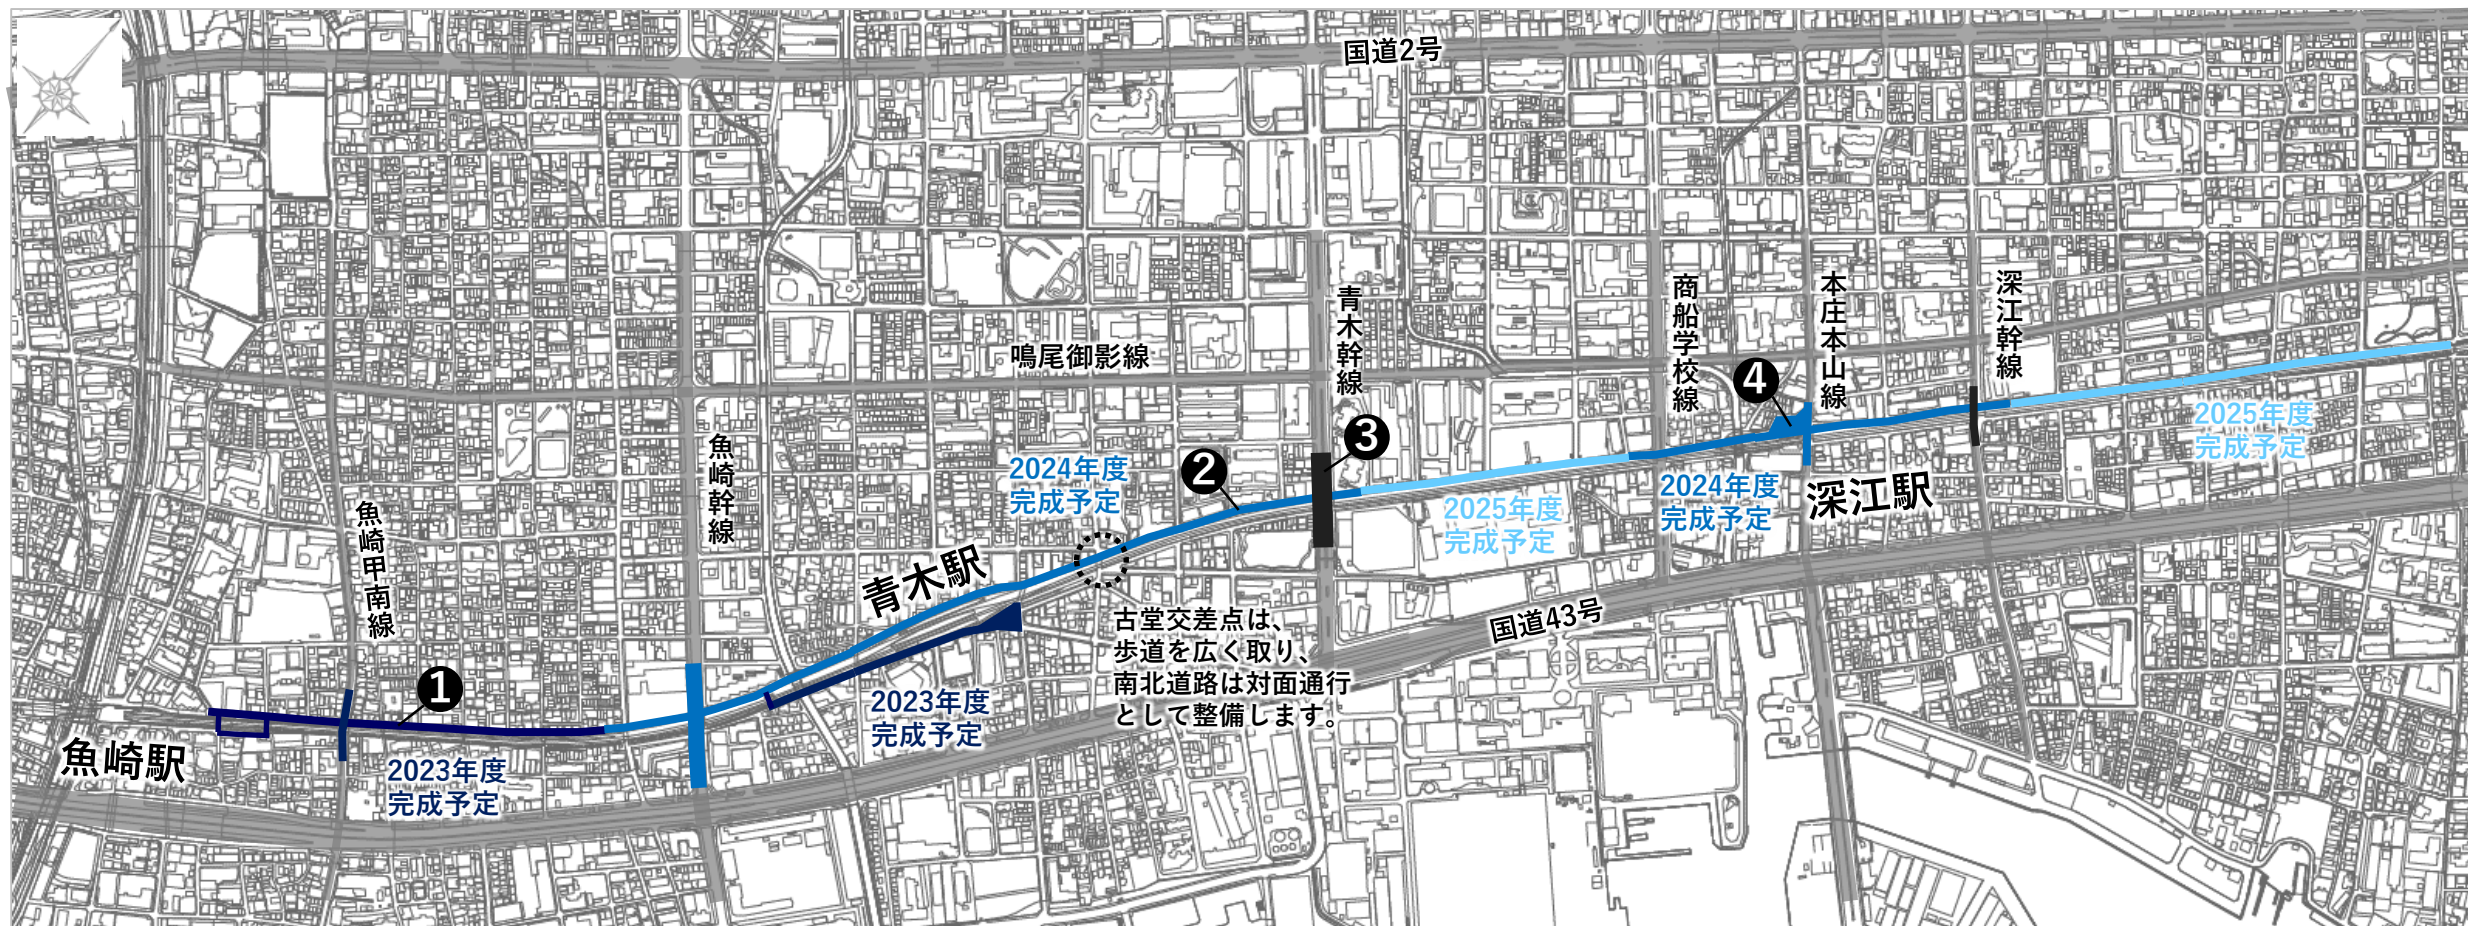 国道2号
鳴尾御影線
青木幹線
商船学校線
本庄本山線
深江幹線
4
3
2
2025年度
完成予定
魚崎幹線
2024年度
完成予定
2024年度
完成予定
深江駅
2025年度
完成予定
魚崎甲南線
青木駅
古堂交差点は、
歩道を広く取り、
南北道路は対面通行
として整備します。
国道43号
1
2023年度
完成予定
魚崎駅
2023年度
完成予定